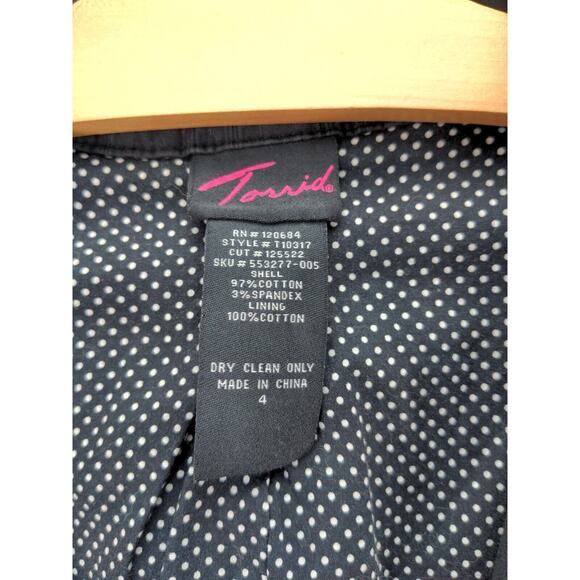 Torrid®
RN# 120684
STYLE# T10317
CUT# 125522
SKU# 553277-005
SHELL
97%COTTON
3%SPANDEX
LINING
100%COTTON
DRY CLEAN ONLY
MADE IN CHINA
4